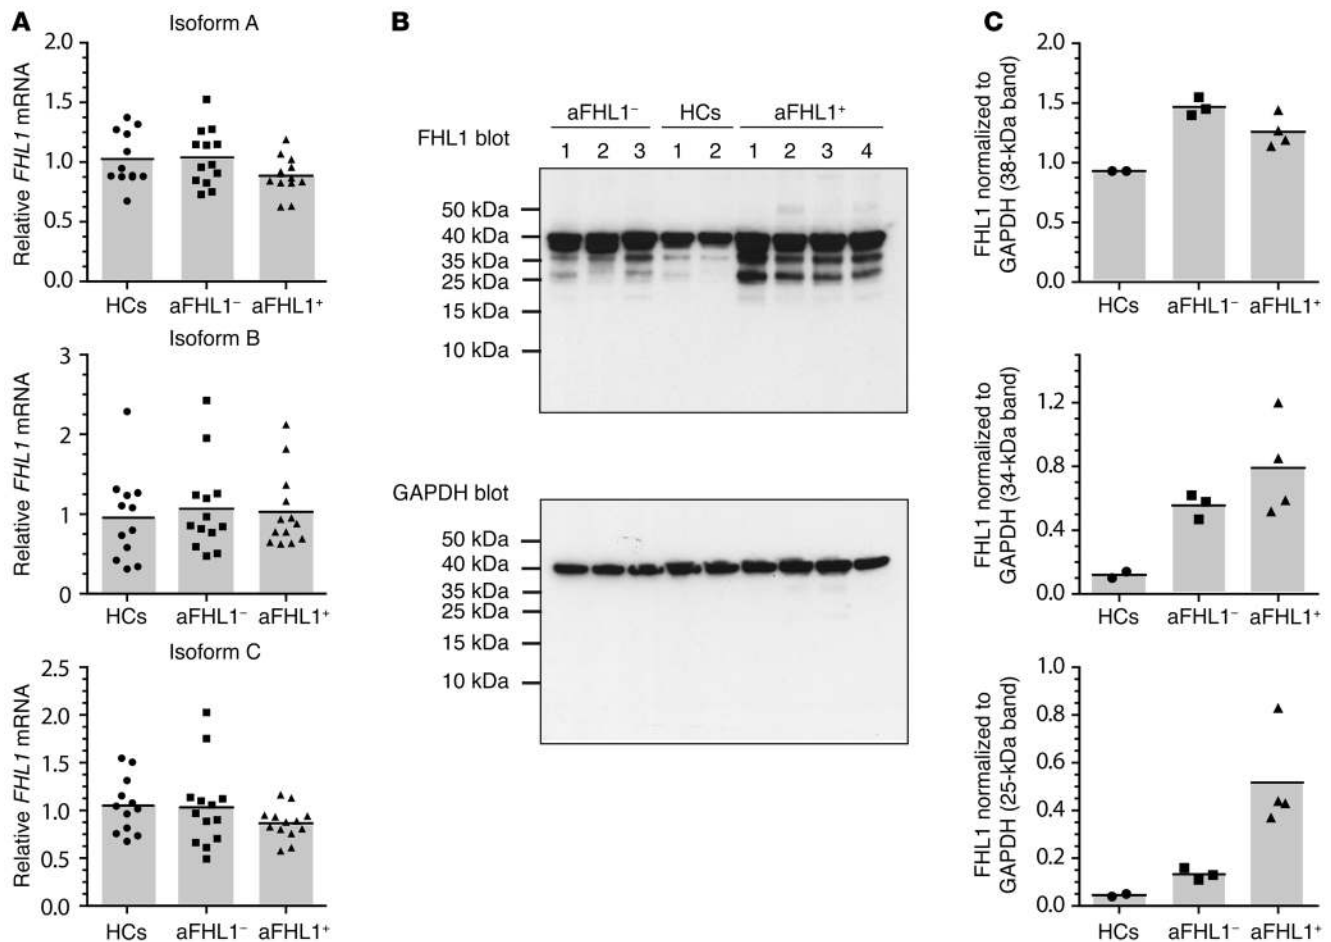 A
Isoform A
Relative FHL1 mRNA
2.0
1.5
1.0
0.5
0.0
HCs aFHL1⁻ aFHL1⁺
Isoform B
Relative FHL1 mRNA
3
2
1
0
HCs aFHL1⁻ aFHL1⁺
Isoform C
Relative FHL1 mRNA
2.5
2.0
1.5
1.0
0.5
0.0
HCs aFHL1⁻ aFHL1⁺
B
aFHL1⁻ HCs aFHL1⁺
FHL1 blot 1 2 3 1 2 1 2 3 4
50 kDa
40 kDa
35 kDa
25 kDa
15 kDa
10 kDa
GAPDH blot
50 kDa
40 kDa
35 kDa
25 kDa
15 kDa
10 kDa
C
FHL1 normalized to
GAPDH (38-kDa band)
2.0
1.5
1.0
0.5
0.0
HCs aFHL1⁻ aFHL1⁺
FHL1 normalized to
GAPDH (34-kDa band)
1.2
0.8
0.4
0.0
HCs aFHL1⁻ aFHL1⁺
FHL1 normalized to
GAPDH (25-kDa band)
1.0
0.8
0.6
0.4
0.2
0.0
HCs aFHL1⁻ aFHL1⁺